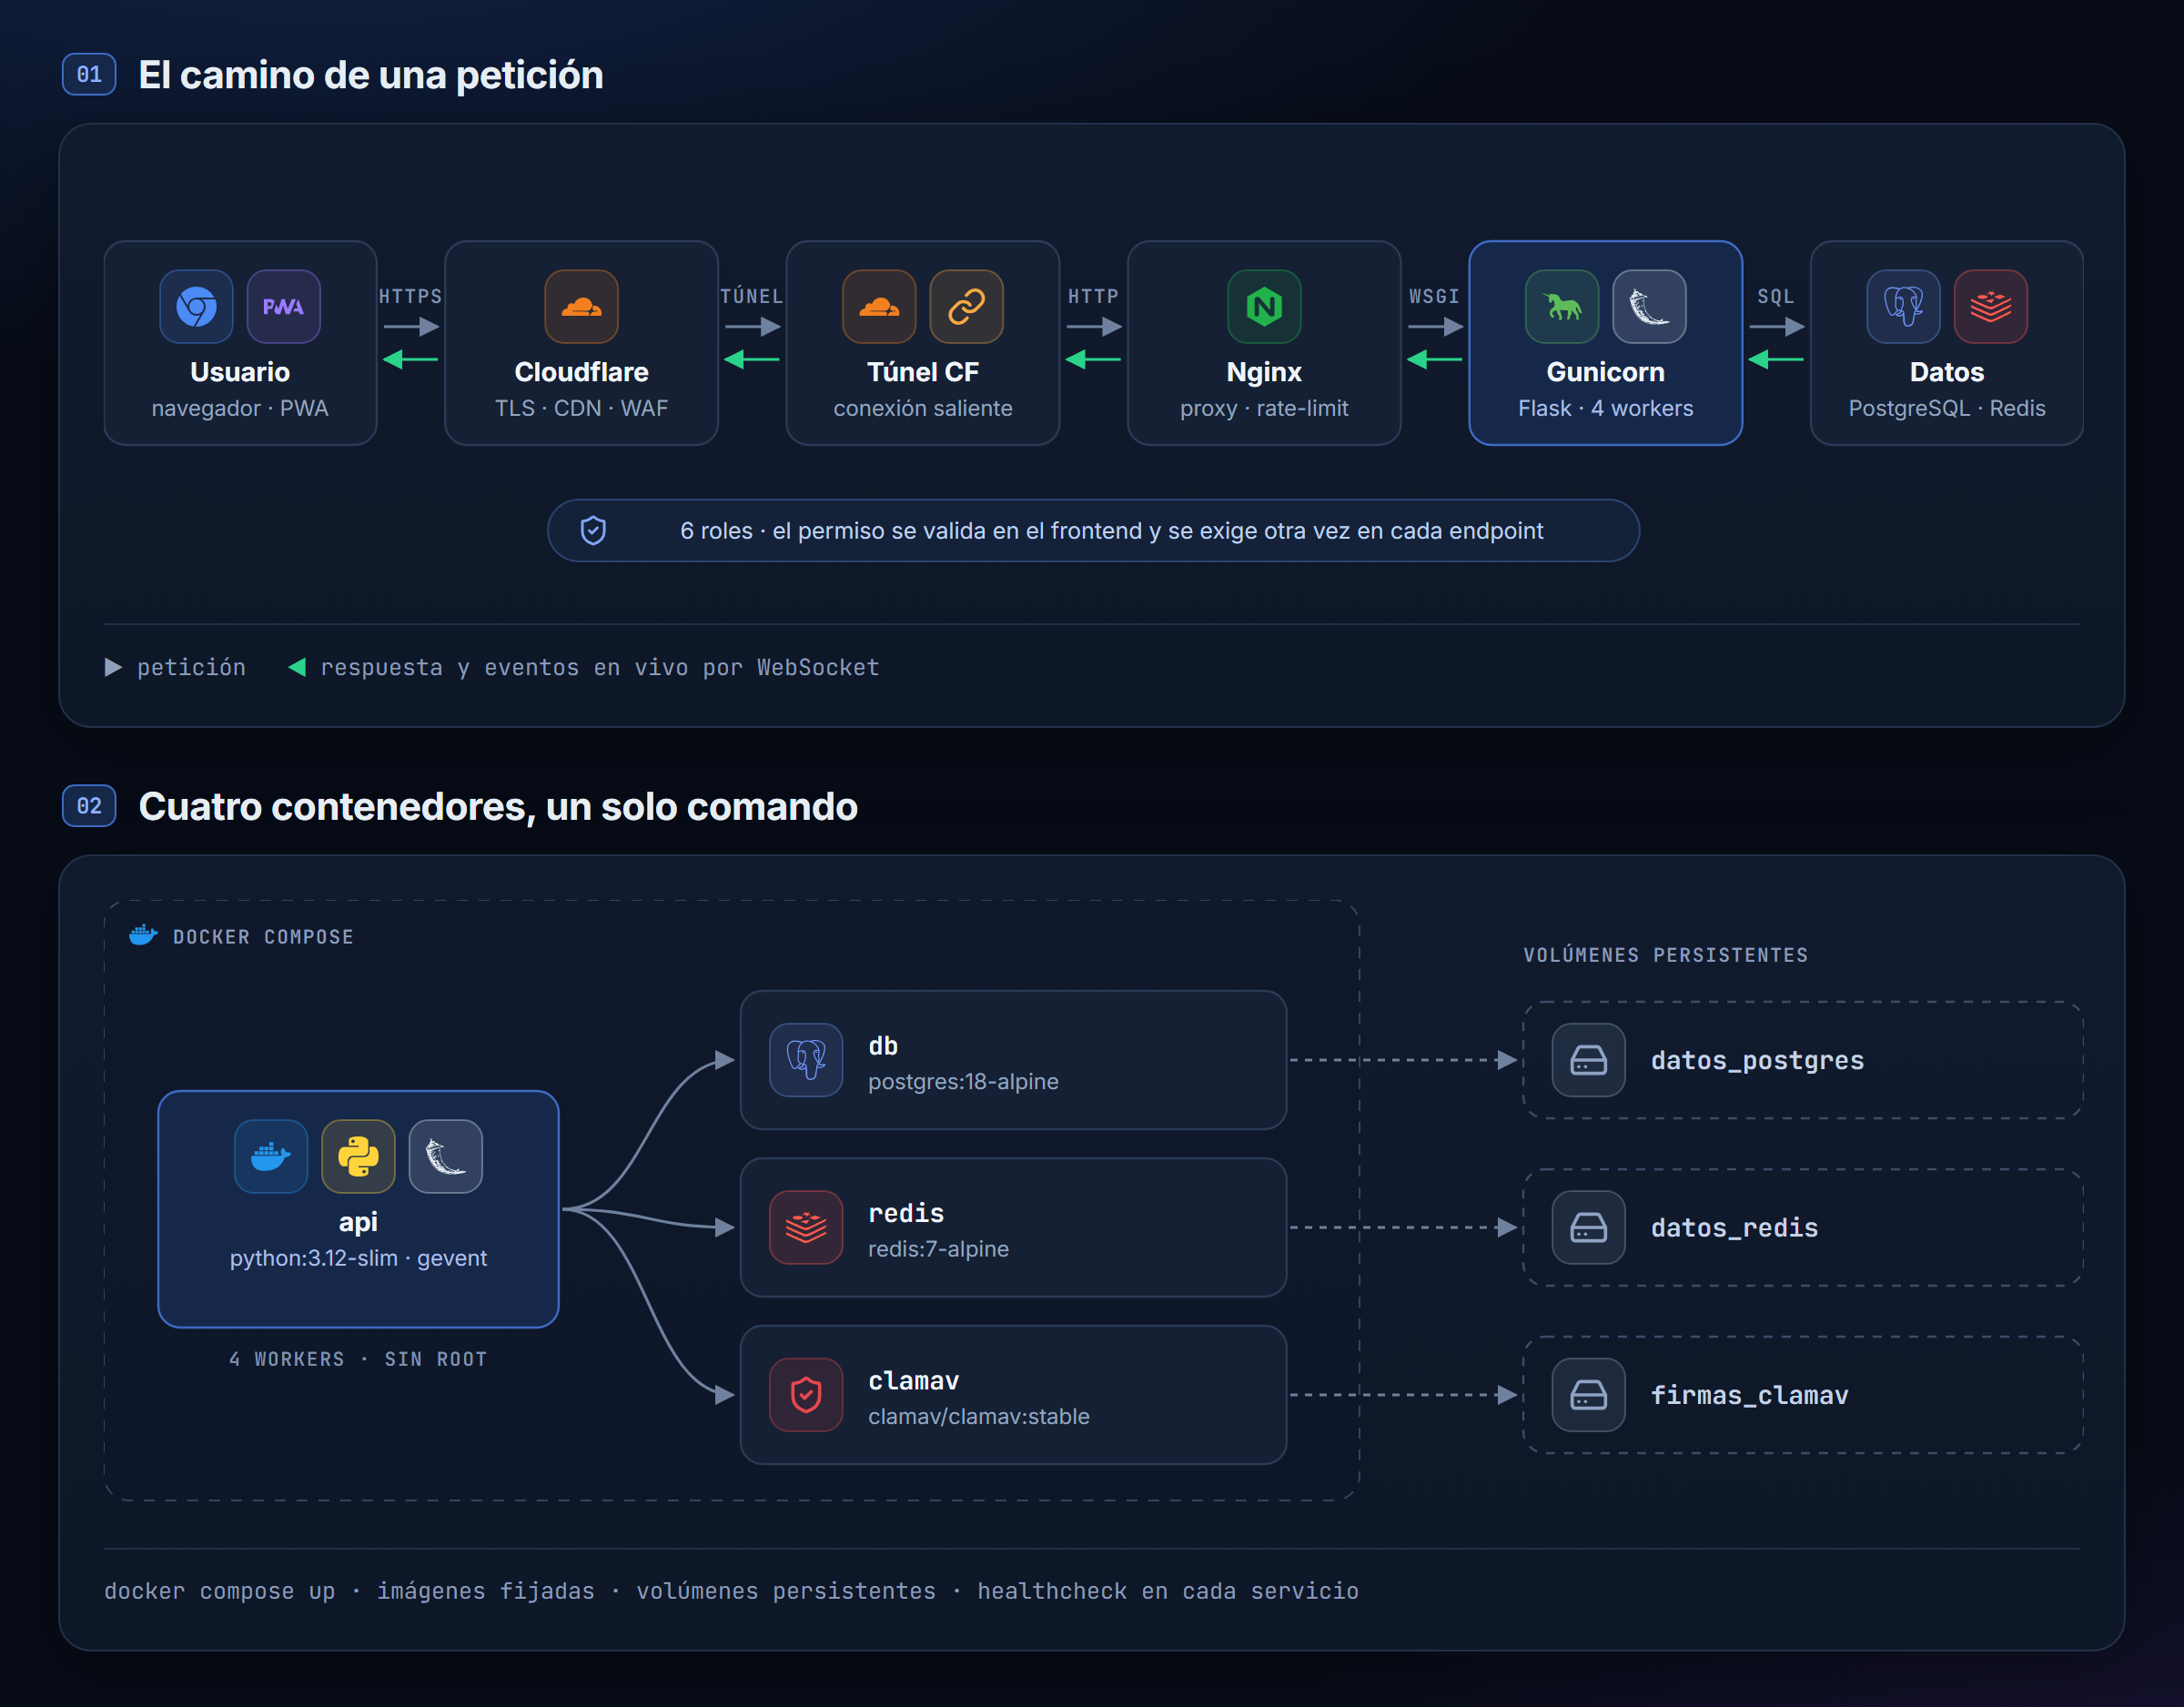 01 El camino de una petición
HTTPS
TÚNEL
HTTP
WSGI
SQL
PWA
Usuario
navegador · PWA
Cloudflare
TLS · CDN · WAF
Túnel CF
conexión saliente
Nginx
proxy · rate-limit
Gunicorn
Flask · 4 workers
Datos
PostgreSQL · Redis
6 roles · el permiso se valida en el frontend y se exige otra vez en cada endpoint
petición
respuesta y eventos en vivo por WebSocket
02 Cuatro contenedores, un solo comando
DOCKER COMPOSE
api
python:3.12-slim · gevent
4 WORKERS · SIN ROOT
db
postgres:18-alpine
redis
redis:7-alpine
clamav
clamav/clamav:stable
VOLÚMENES PERSISTENTES
datos_postgres
datos_redis
firmas_clamav
docker compose up · imágenes fijadas · volúmenes persistentes · healthcheck en cada servicio